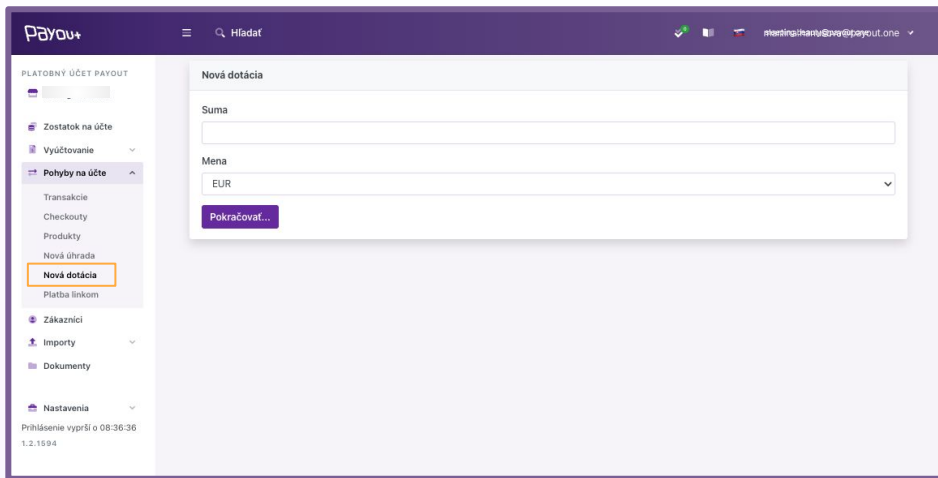 Payout
Hľadať
PLATOBNÝ ÚČET PAYOUT
Zostatok na účte
Vyúčtovanie
Pohyby na účte
Transakcie
Checkouty
Produkty
Nová úhrada
Nová dotácia
Platba linkom
Zákazníci
Importy
Dokumenty
Nastavenia
Prihlásenie vyprší o 08:36:36
1.2.1594
Nová dotácia
Suma
Mena
EUR
Pokračovať...